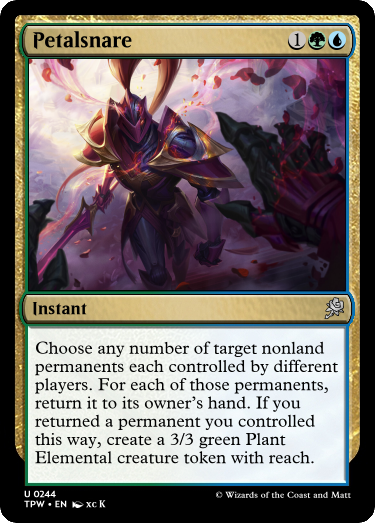 Petalsnare 1
Instant
Choose any number of target nonland
permanents each controlled by different
players. For each of those permanents,
return it to its owner's hand. If you
returned a permanent you controlled
this way, create a 3/3 green Plant
Elemental creature token with reach.
U 0244
TPW • EN xc K
© Wizards of the Coast and Matt